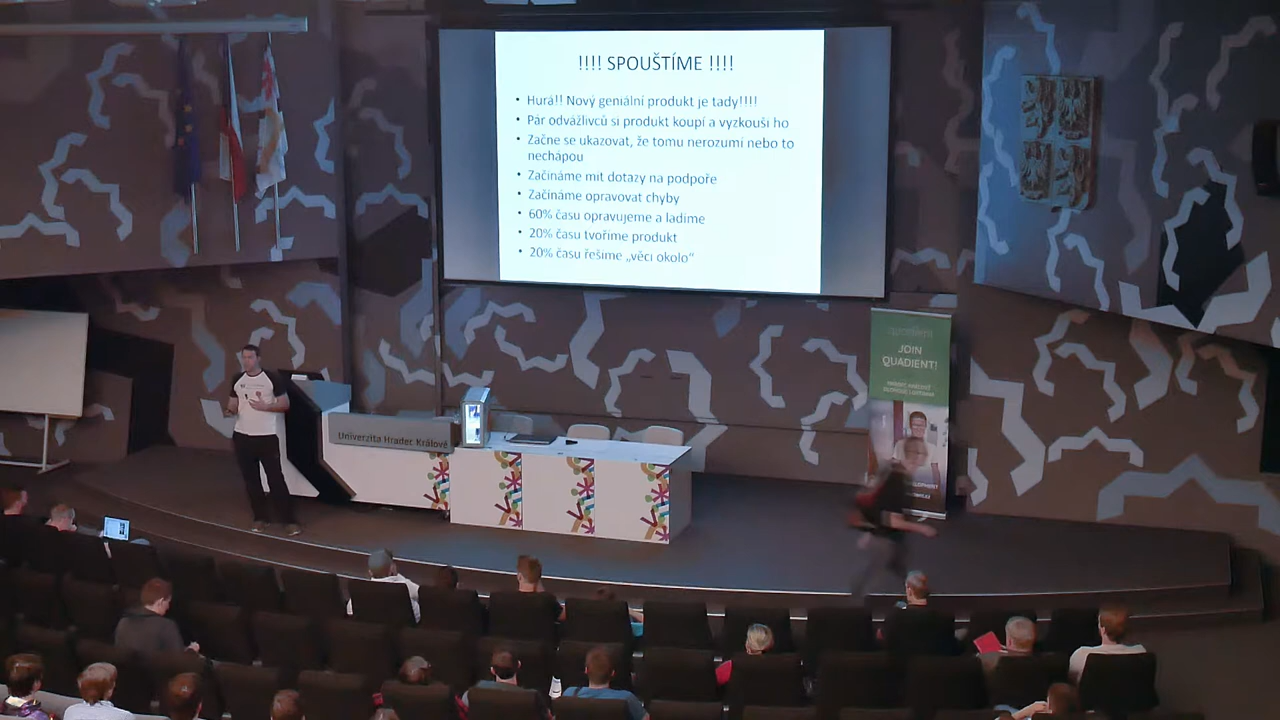 !!!! SPOUŠTÍME !!!!
• Hurá!! Nový geniální produkt je tady!!!!
• Pár odvážlivců si produkt koupí a vyzkouší ho
• Začne se ukazovat, že tomu nerozumí nebo to
nechápou
• Začínáme mít dotazy na podpoře
• Začínáme opravovat chyby
• 60% času opravujeme a ladíme
• 20% času tvoříme produkt
• 20% času řešíme „věci okolo“
Univerzita Hradec Králové
quadient
JOIN
QUADIENT!